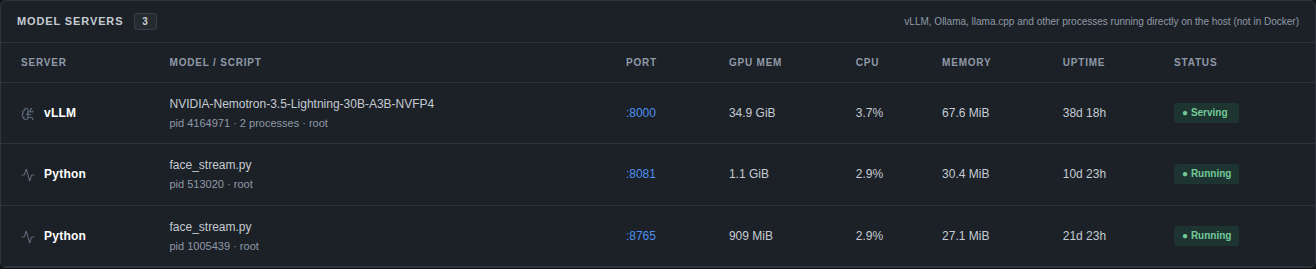 MODEL SERVERS 3 vLLM, Ollama, llama.cpp and other processes running directly on the host (not in Docker)
SERVER MODEL / SCRIPT PORT GPU MEM CPU MEMORY UPTIME STATUS
vLLM NVIDIA-Nemotron-3.5-Lightning-30B-A3B-NVFP4 :8000 34.9 GiB 3.7% 67.6 MiB 38d 18h ● Serving
pid 4164971 · 2 processes · root
Python face_stream.py :8081 1.1 GiB 2.9% 30.4 MiB 10d 23h ● Running
pid 513020 · root
Python face_stream.py :8765 909 MiB 2.9% 27.1 MiB 21d 23h ● Running
pid 1005439 · root